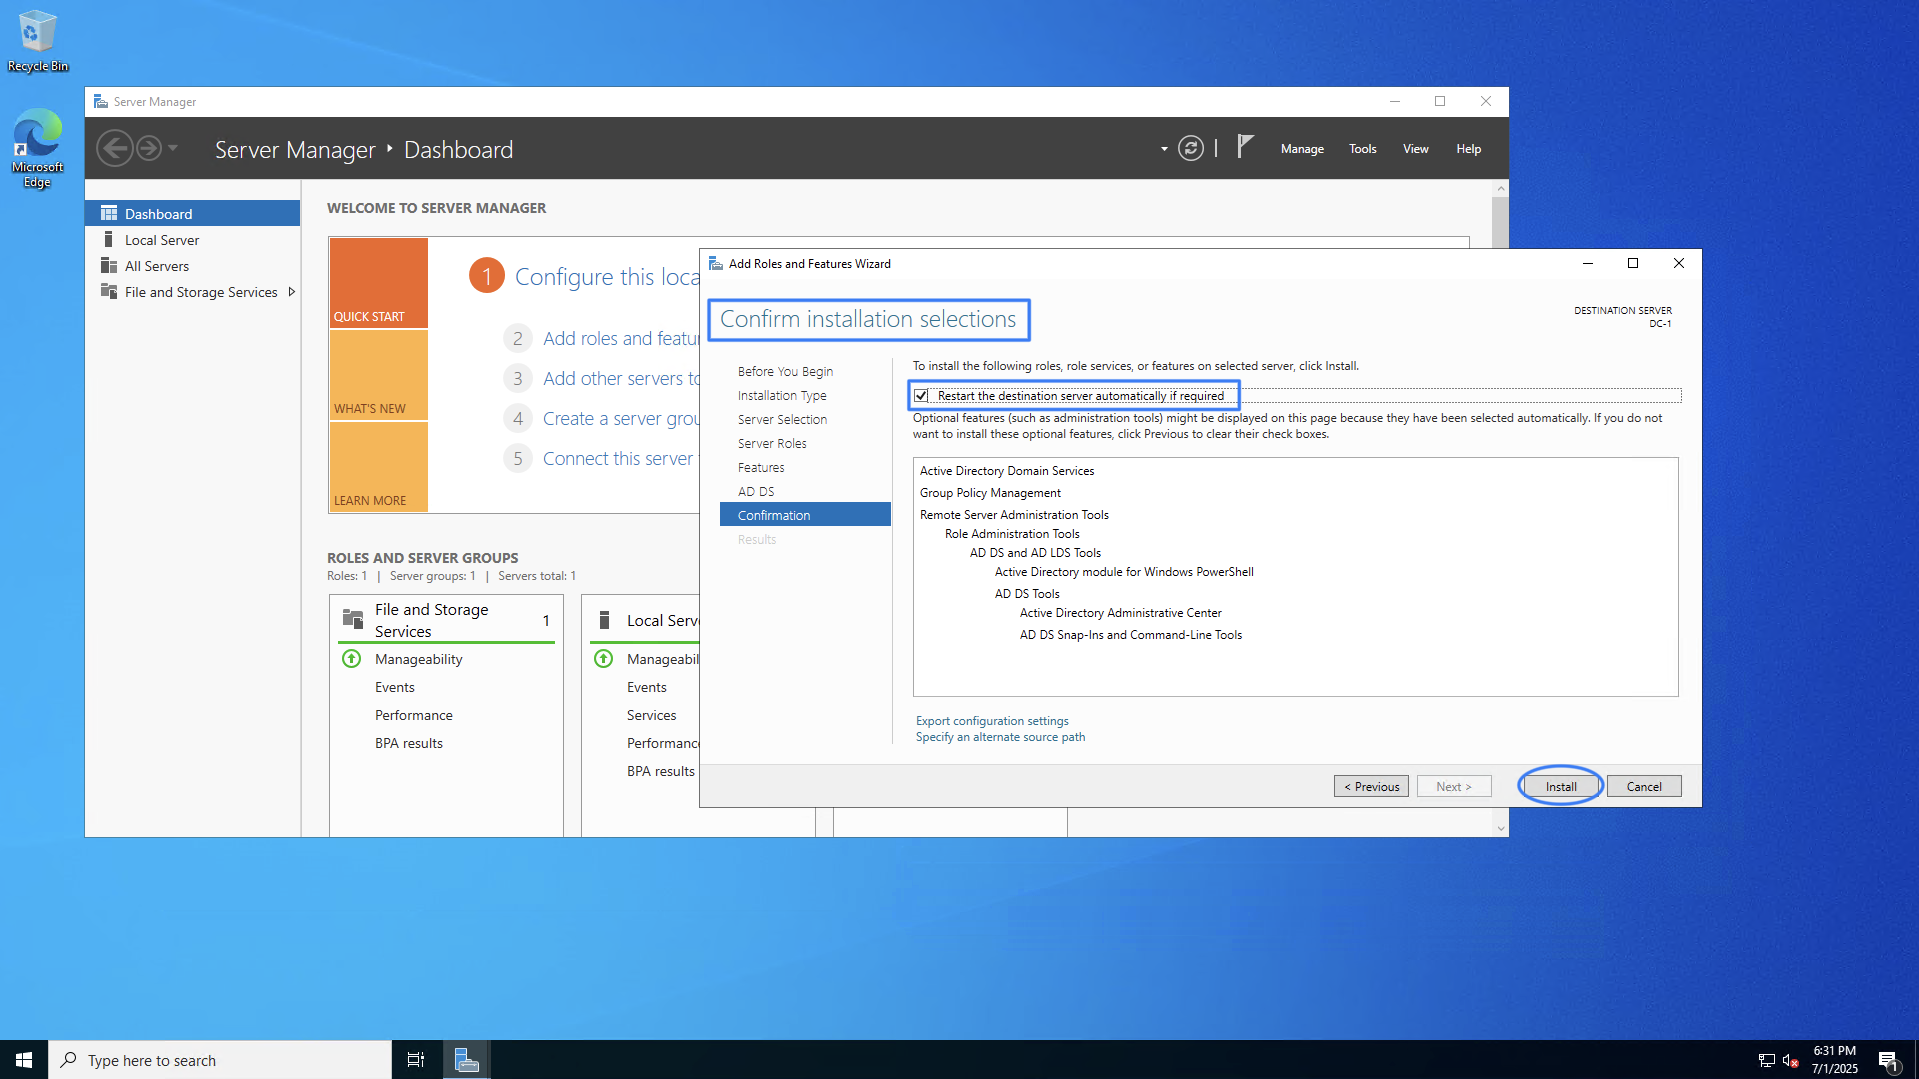 Recycle Bin
Microsoft
Edge
Server Manager
Server Manager
Dashboard
Manage
Tools
View
Help
Dashboard
Local Server
All Servers
File and Storage Services
WELCOME TO SERVER MANAGER
QUICK START
WHAT'S NEW
LEARN MORE
1 Configure this loca
2 Add roles and featur
3 Add other servers to
4 Create a server grou
5 Connect this server
ROLES AND SERVER GROUPS
Roles: 1 | Server groups: 1 | Servers total: 1
File and Storage
Services
1
Manageability
Events
Performance
BPA results
Local Serv
Manageabil
Events
Services
Performanc
BPA results
Add Roles and Features Wizard
Confirm installation selections
DESTINATION SERVER
DC-1
Before You Begin
Installation Type
Server Selection
Server Roles
Features
AD DS
Confirmation
Results
To install the following roles, role services, or features on selected server, click Install.
Restart the destination server automatically if required
Optional features (such as administration tools) might be displayed on this page because they have been selected automatically. If you do not
want to install these optional features, click Previous to clear their check boxes.
Active Directory Domain Services
Group Policy Management
Remote Server Administration Tools
Role Administration Tools
AD DS and AD LDS Tools
Active Directory module for Windows PowerShell
AD DS Tools
Active Directory Administrative Center
AD DS Snap-Ins and Command-Line Tools
Export configuration settings
Specify an alternate source path
< Previous
Next >
Install
Cancel
Type here to search
6:31 PM
7/1/2025
1